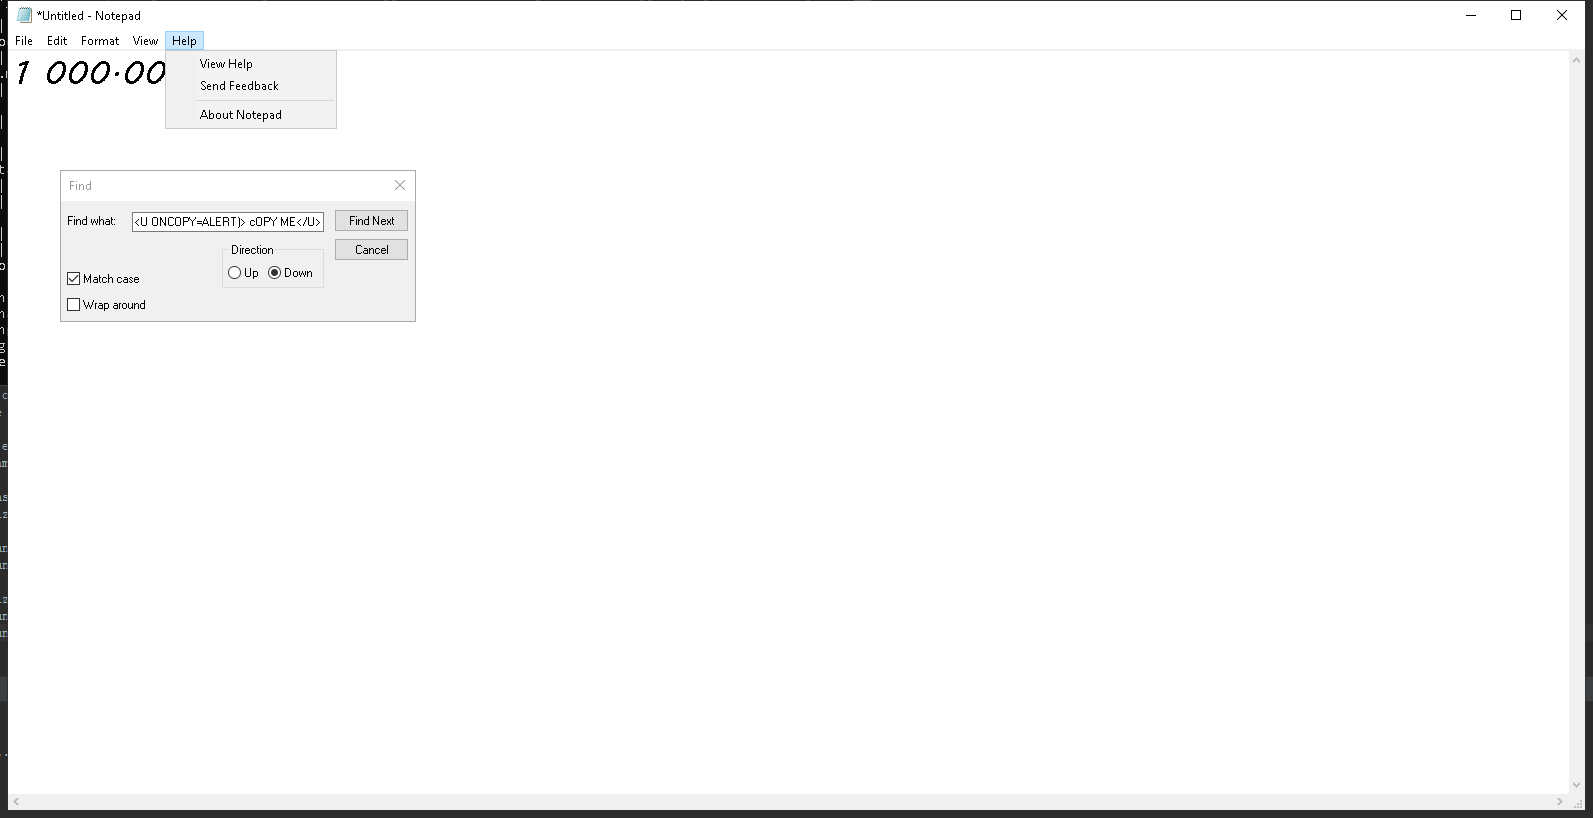 *Untitled - Notepad
File Edit Format View Help
1 000.00
View Help
Send Feedback
About Notepad
Find
Find what: <U ONCOPY=ALERT)> cOPY ME</U> Find Next
Direction Cancel
Up Down
Match case
Wrap around